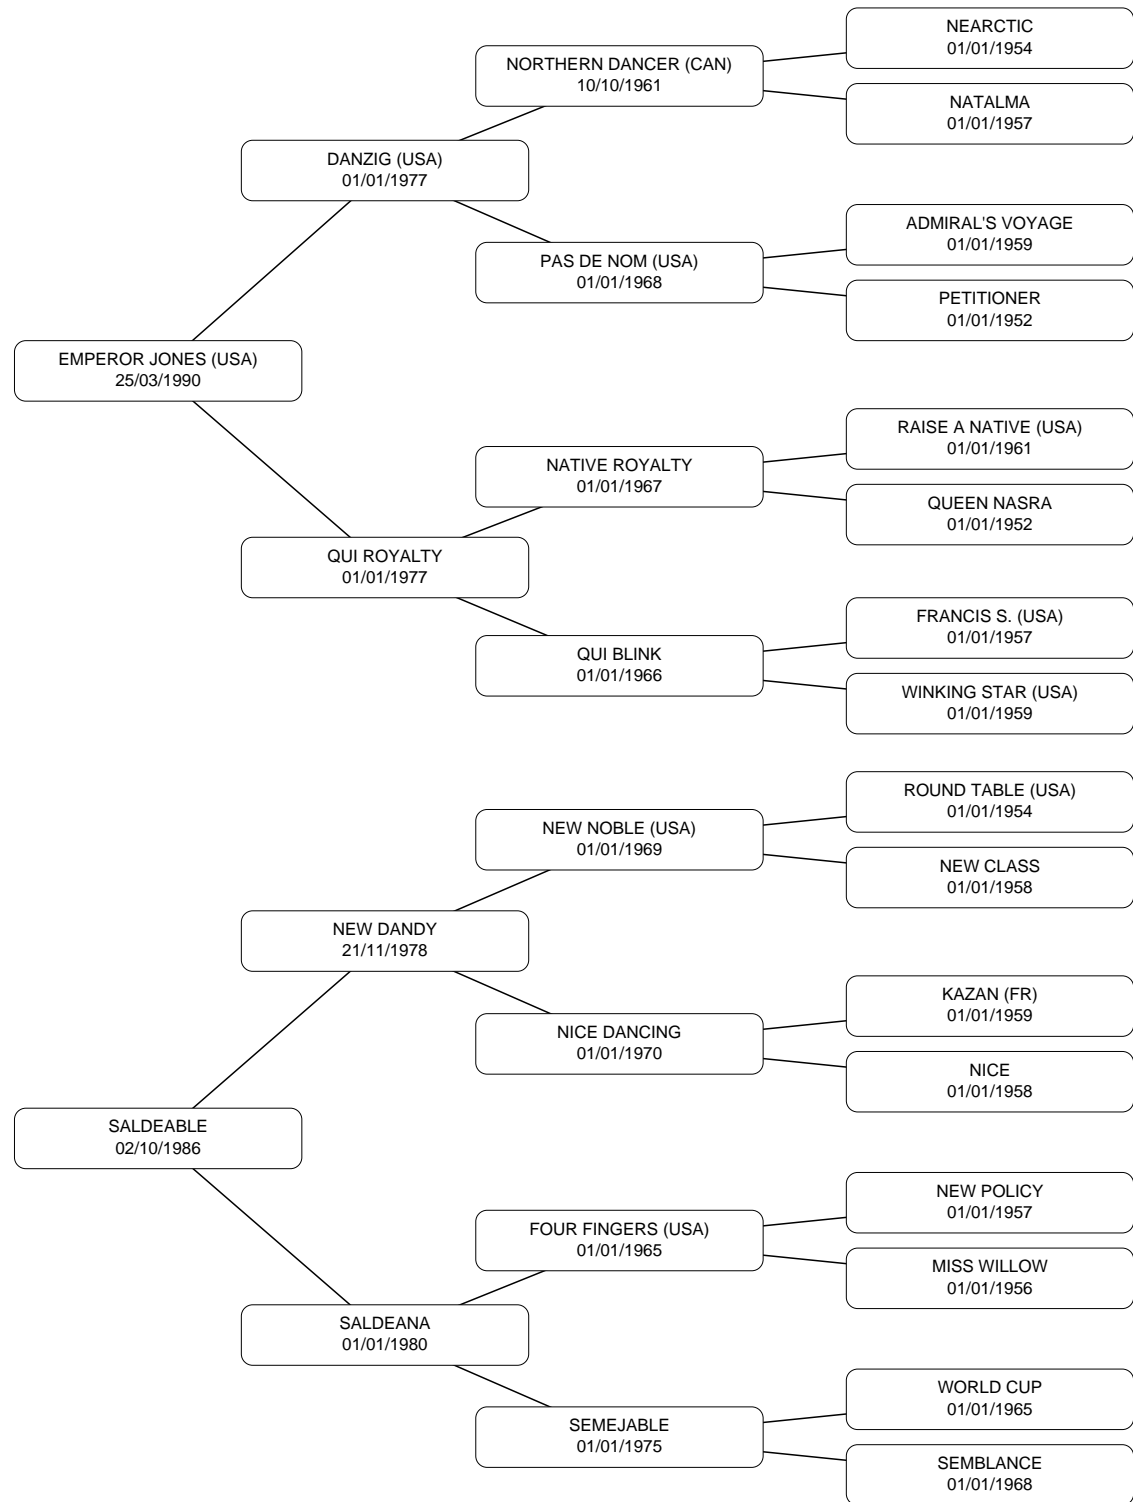 NEARCTIC
01/01/1954
NORTHERN DANCER (CAN)
10/10/1961
NATALMA
01/01/1957
DANZIG (USA)
01/01/1977
ADMIRAL'S VOYAGE
01/01/1959
PAS DE NOM (USA)
01/01/1968
PETITIONER
01/01/1952
EMPEROR JONES (USA)
25/03/1990
RAISE A NATIVE (USA)
01/01/1961
NATIVE ROYALTY
01/01/1967
QUEEN NASRA
01/01/1952
QUI ROYALTY
01/01/1977
FRANCIS S. (USA)
01/01/1957
QUI BLINK
01/01/1966
WINKING STAR (USA)
01/01/1959
ROUND TABLE (USA)
01/01/1954
NEW NOBLE (USA)
01/01/1969
NEW CLASS
01/01/1958
NEW DANDY
21/11/1978
KAZAN (FR)
01/01/1959
NICE DANCING
01/01/1970
NICE
01/01/1958
SALDEABLE
02/10/1986
NEW POLICY
01/01/1957
FOUR FINGERS (USA)
01/01/1965
MISS WILLOW
01/01/1956
SALDEANA
01/01/1980
WORLD CUP
01/01/1965
SEMEJABLE
01/01/1975
SEMBLANCE
01/01/1968